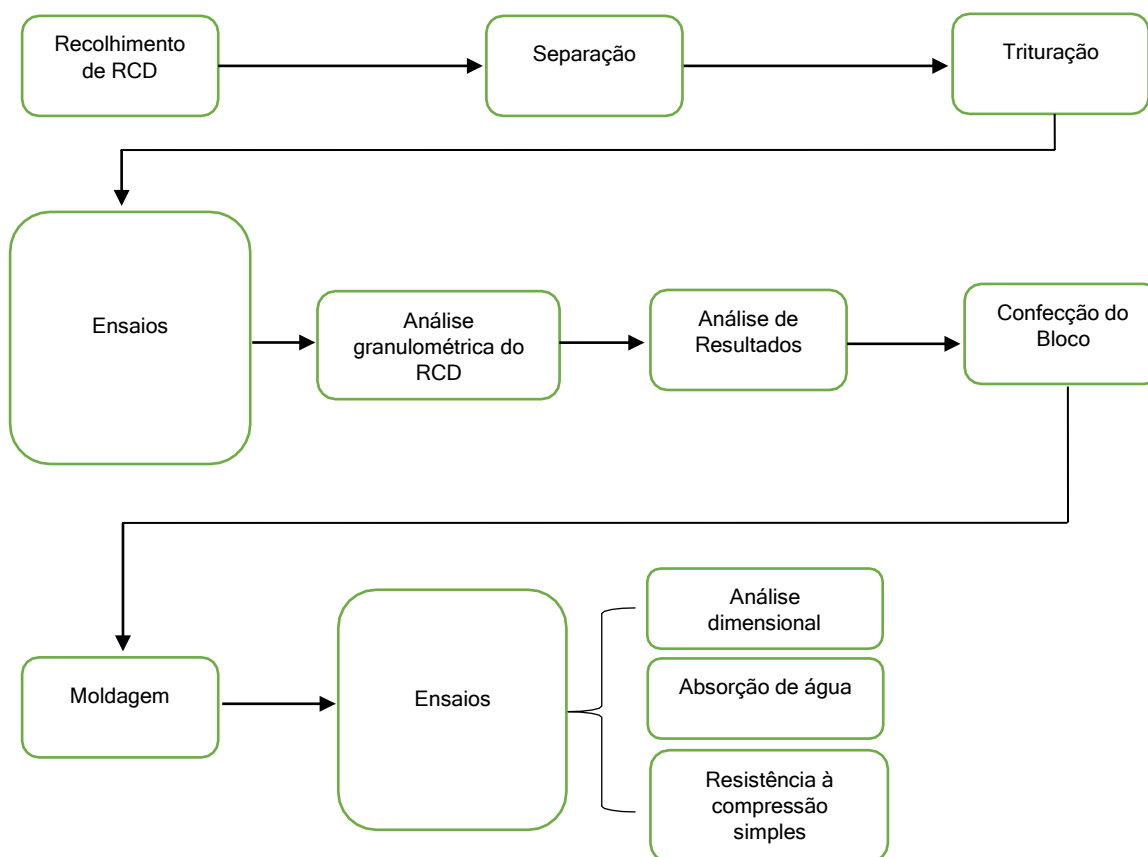 Recolhimento
de RCD
Separação
Trituração
Ensaios
Análise
granulométrica do
RCD
Análise de
Resultados
Confecção do
Bloco
Moldagem
Ensaios
Análise
dimensional
Absorção de água
Resistência à
compressão
simples